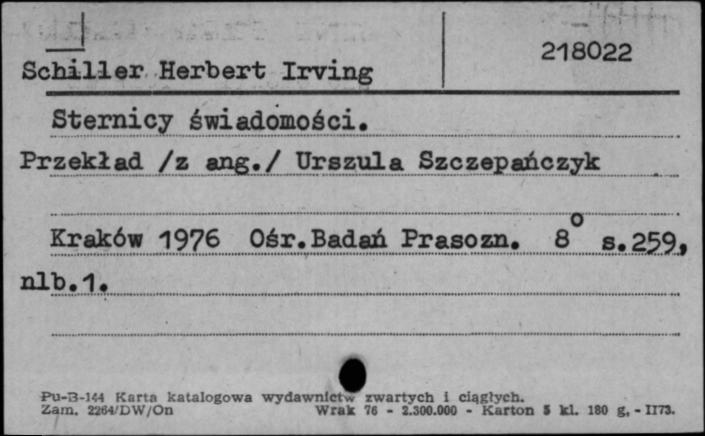 218022
Schiller Herbert Irving
Sternicy świadomości.
Przekład /z ang./ Urszula Szczepańczyk
Kraków 1976 Ośr.Badań Prasozn. 8° s.259,
nlb.1.
Pu-B-144 Karta katalogowa wydawnictw zwartych i ciągłych.
Zam. 2264/DW/On Wrak 76 - 2.300.000 - Karton 5 kl. 180 g. - II73.